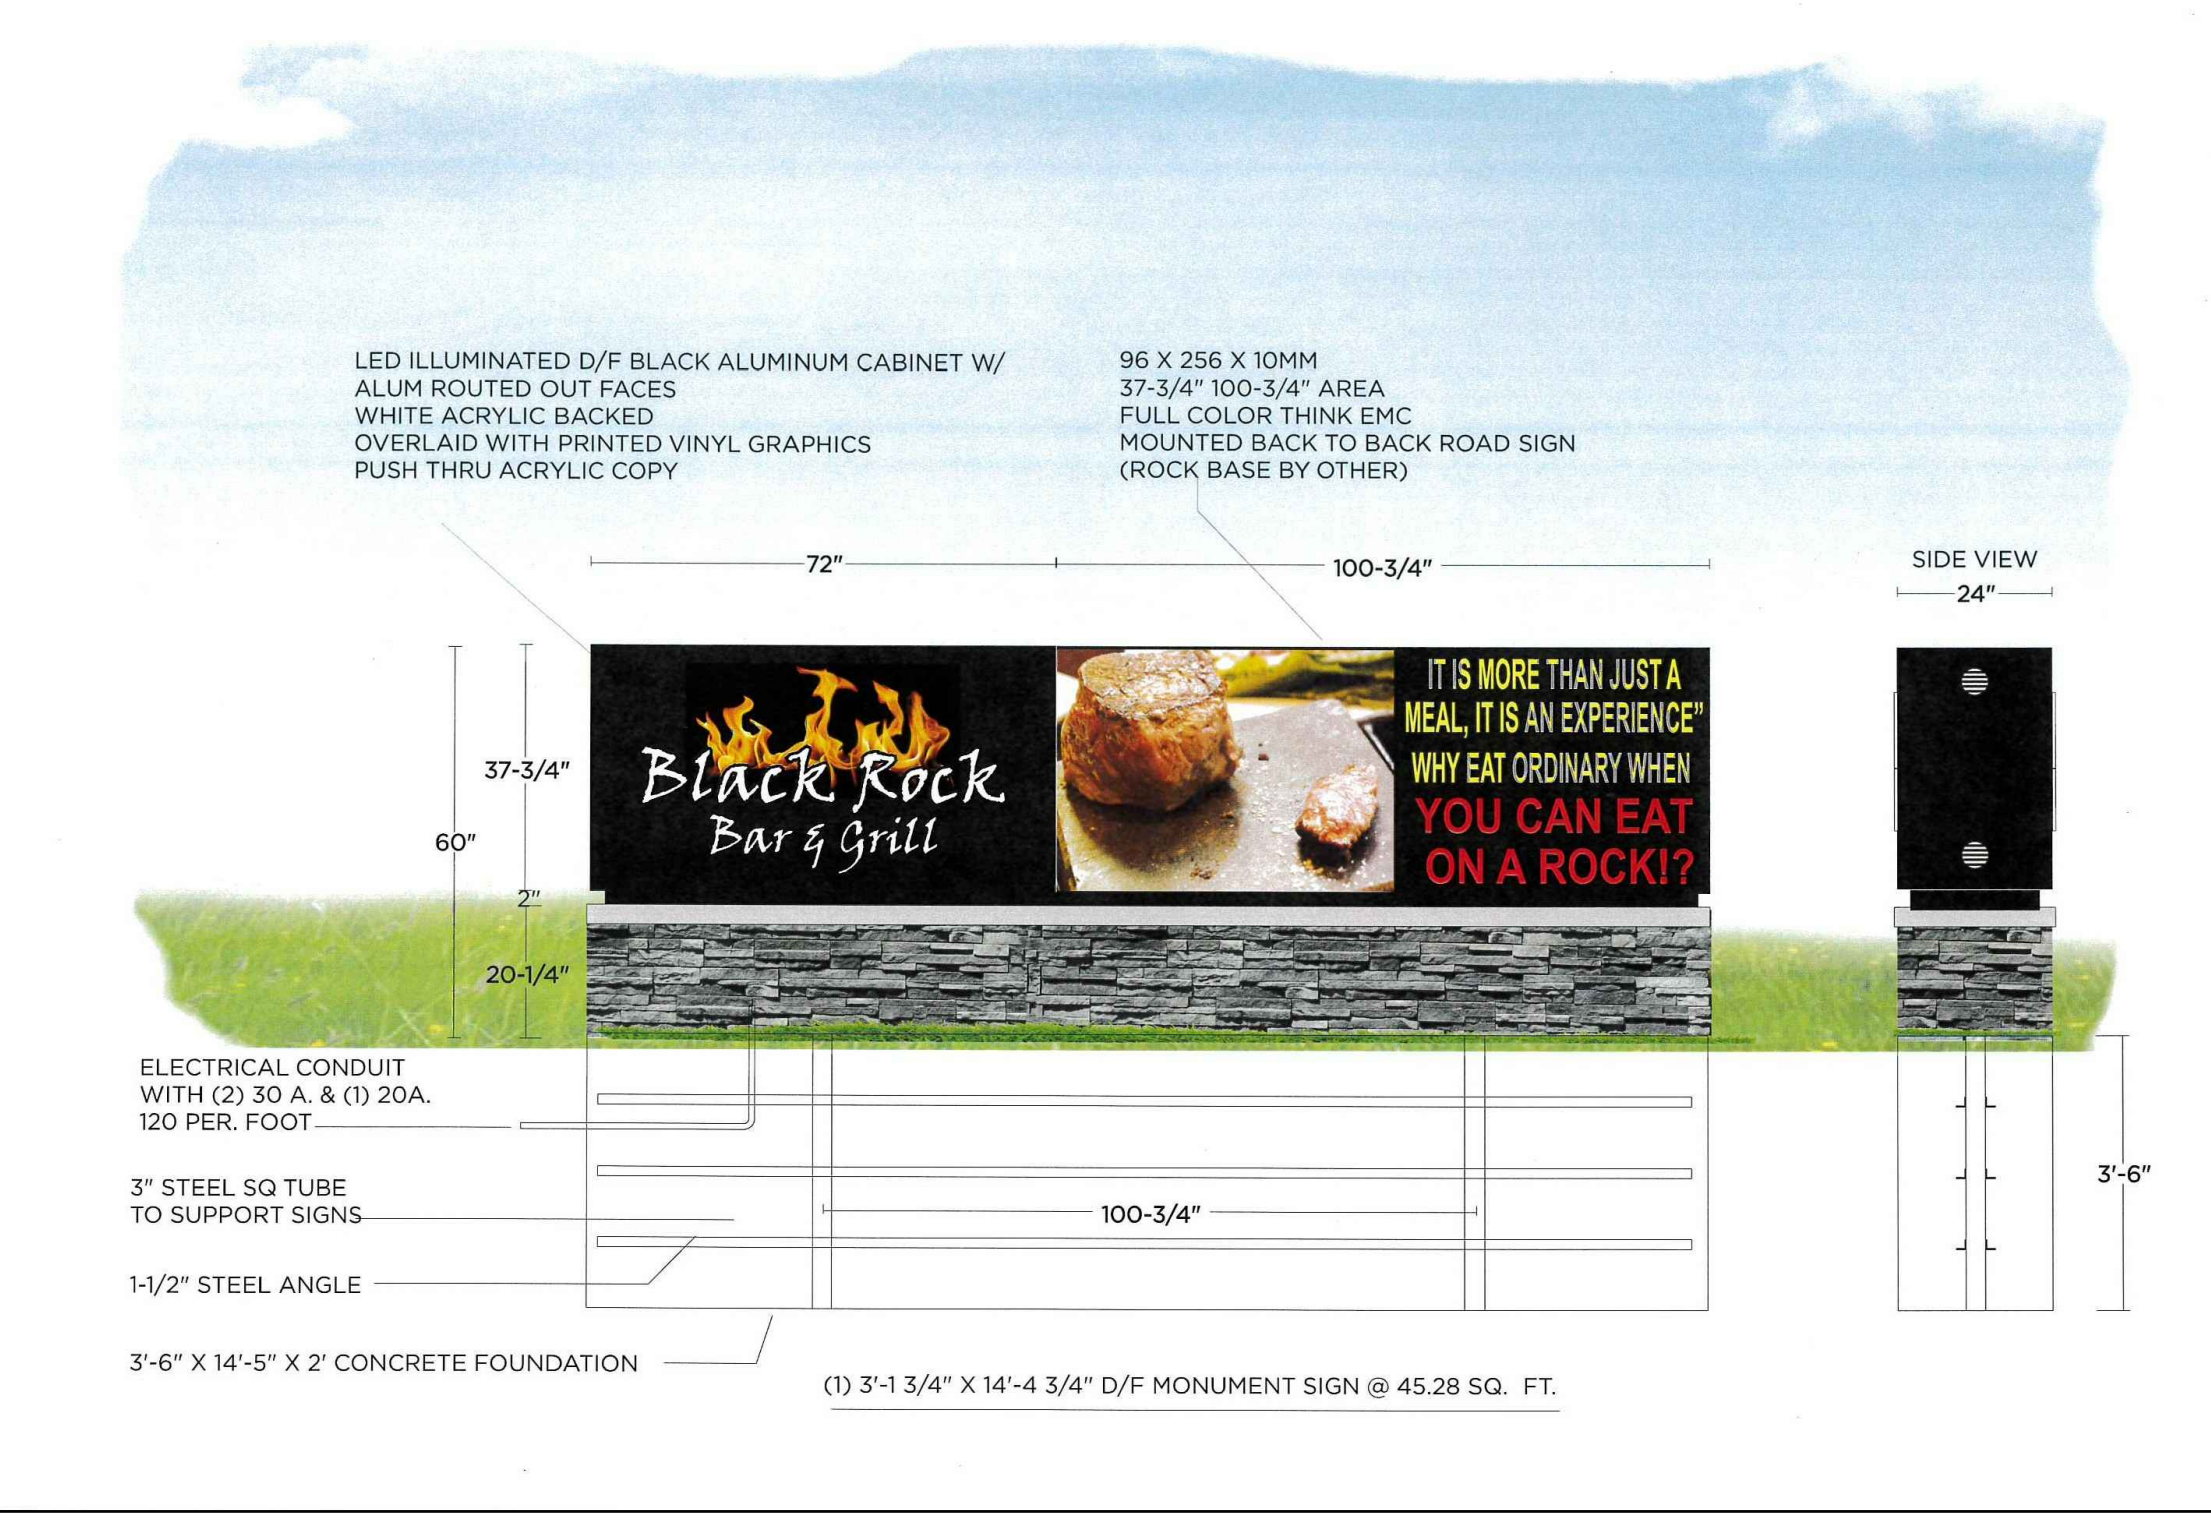 LED ILLUMINATED D/F BLACK ALUMINUM CABINET W/
ALUM ROUTED OUT FACES
WHITE ACRYLIC BACKED
OVERLAID WITH PRINTED VINYL GRAPHICS
PUSH THRU ACRYLIC COPY
96 X 256 X 10MM
37-3/4" 100-3/4" AREA
FULL COLOR THINK EMC
MOUNTED BACK TO BACK ROAD SIGN
(ROCK BASE BY OTHER)
72"
100-3/4"
SIDE VIEW
24"
37-3/4"
60"
2"
20-1/4"
Black Rock
Bar & Grill
IT IS MORE THAN JUST A
MEAL, IT IS AN EXPERIENCE”
WHY EAT ORDINARY WHEN
YOU CAN EAT
ON A ROCK!?
ELECTRICAL CONDUIT
WITH (2) 30 A. & (1) 20A.
120 PER. FOOT
3" STEEL SQ TUBE
TO SUPPORT SIGNS
100-3/4"
3'-6"
1-1/2" STEEL ANGLE
3'-6" X 14'-5" X 2' CONCRETE FOUNDATION
(1) 3'-1 3/4" X 14'-4 3/4" D/F MONUMENT SIGN @ 45.28 SQ. FT.